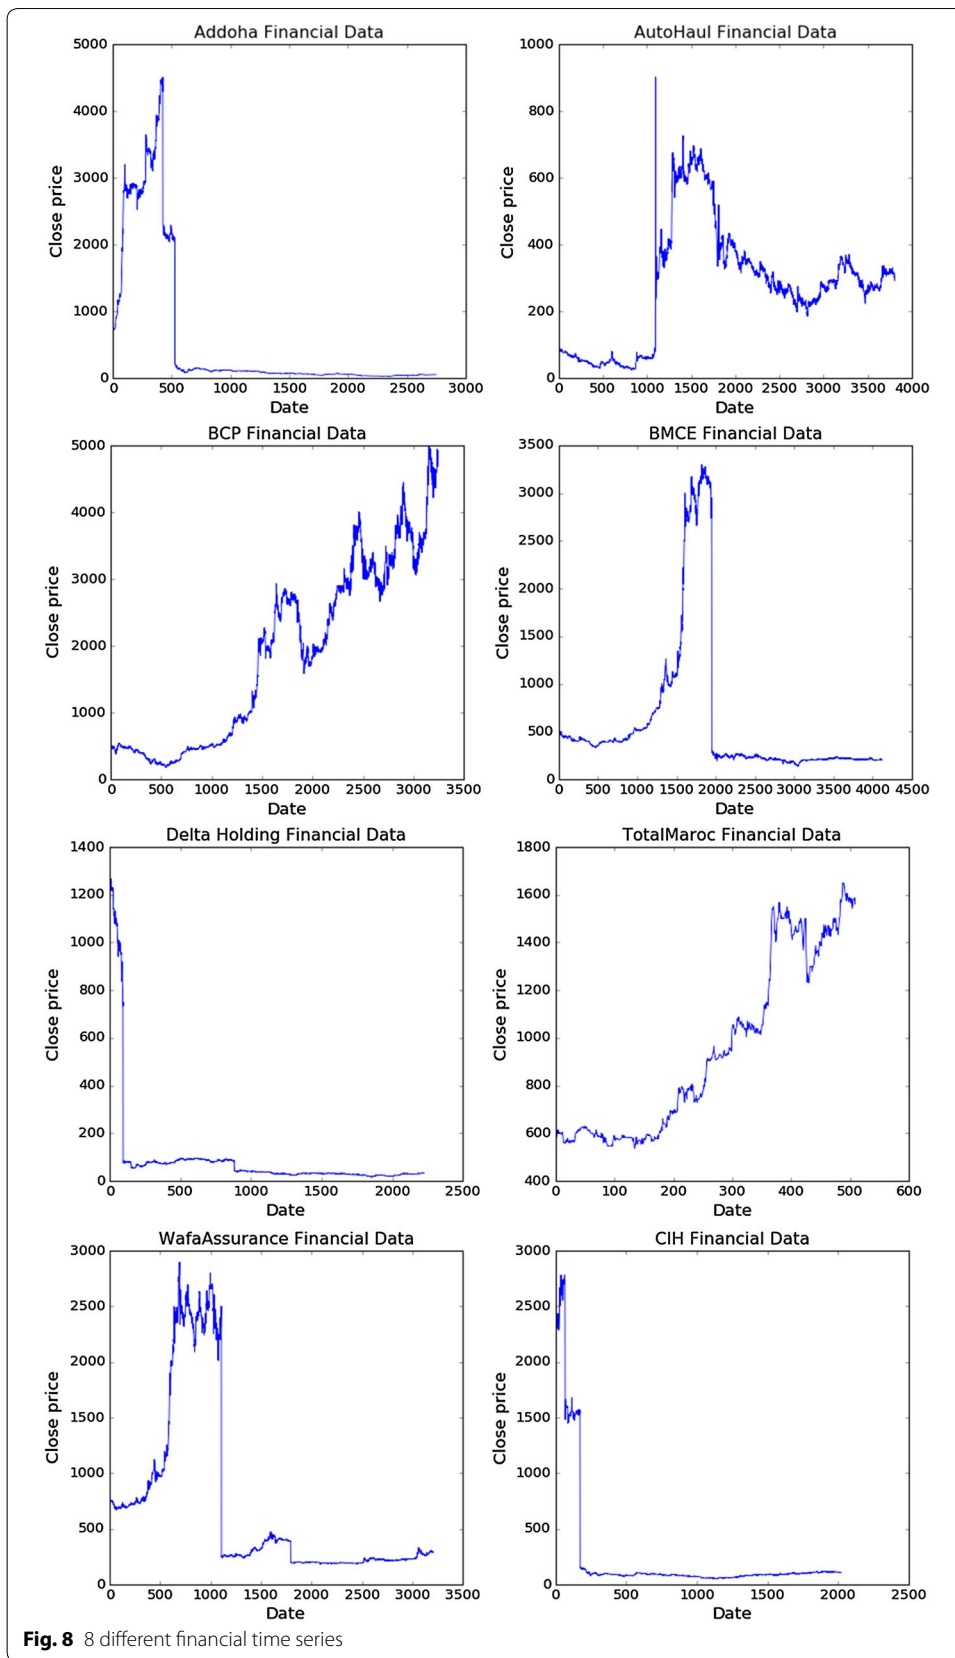 Addoha Financial Data
5000
4000
3000
2000
1000
0
Close price
0 500 1000 1500 2000 2500 3000
Date
AutoHaul Financial Data
1000
800
600
400
200
0
Close price
0 500 1000 1500 2000 2500 3000 3500 4000
Date
BCP Financial Data
5000
4000
3000
2000
1000
0
Close price
0 500 1000 1500 2000 2500 3000 3500
Date
BMCE Financial Data
3500
3000
2500
2000
1500
1000
500
0
Close price
0 500 1000 1500 2000 2500 3000 3500 4000 4500
Date
Delta Holding Financial Data
1400
1200
1000
800
600
400
200
0
Close price
0 500 1000 1500 2000 2500
Date
TotalMaroc Financial Data
1800
1600
1400
1200
1000
800
600
400
Close price
0 100 200 300 400 500 600
Date
WafaAssurance Financial Data
3000
2500
2000
1500
1000
500
0
Close price
0 500 1000 1500 2000 2500 3000 3500
Date
CIH Financial Data
3000
2500
2000
1500
1000
500
0
Close price
0 500 1000 1500 2000 2500
Date
Fig. 8 8 different financial time series